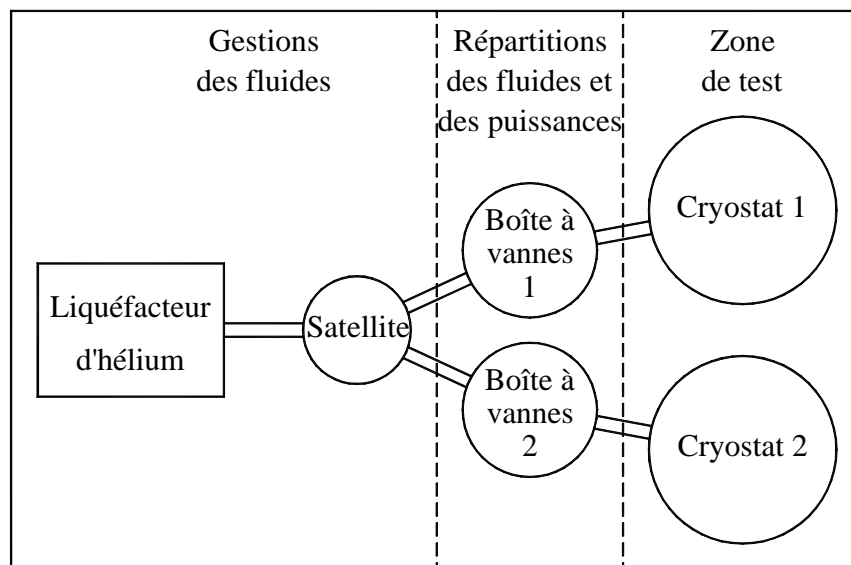 Gestions
des fluides
Répartitions
des fluides et
des puissances
Zone
de test
Liquéfacteur
d'hélium
Satellite
Boîte à
vannes
1
Cryostat 1
Boîte à
vannes
2
Cryostat 2